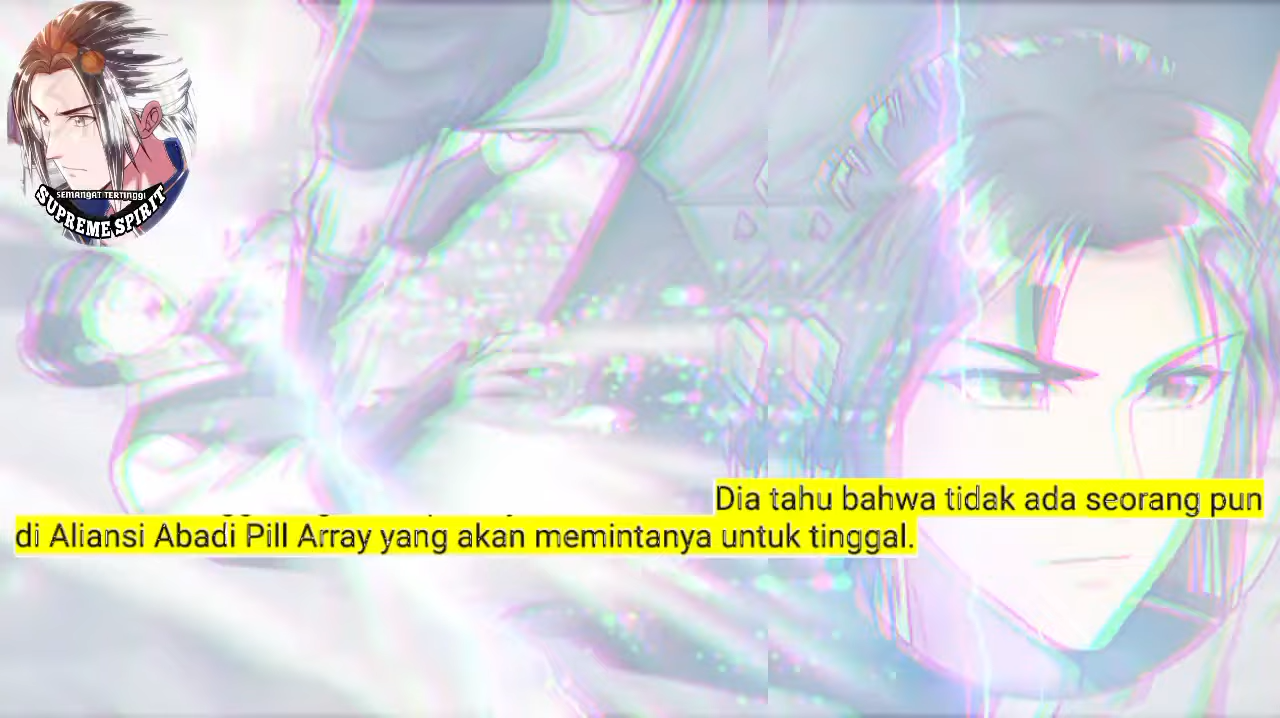 SEMANGAT TERTINGGI
SUPREME SPIRIT
Dia tahu bahwa tidak ada seorang pun
di Aliansi Abadi Pill Array yang akan memintanya untuk tinggal.